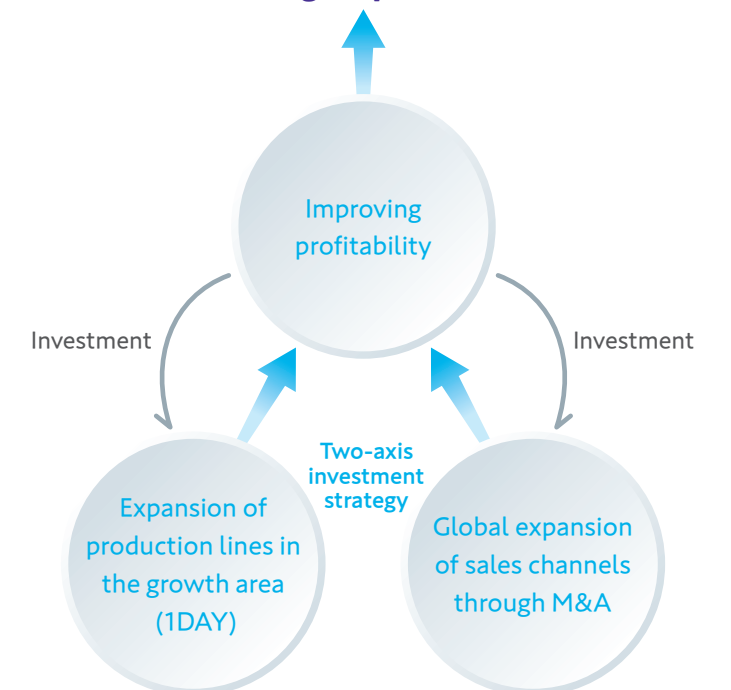 Improving
profitability
Investment
Investment
Two-axis
investment
strategy
Expansion of
production lines in
the growth area
(1DAY)
Global expansion
of sales channels
through M&A